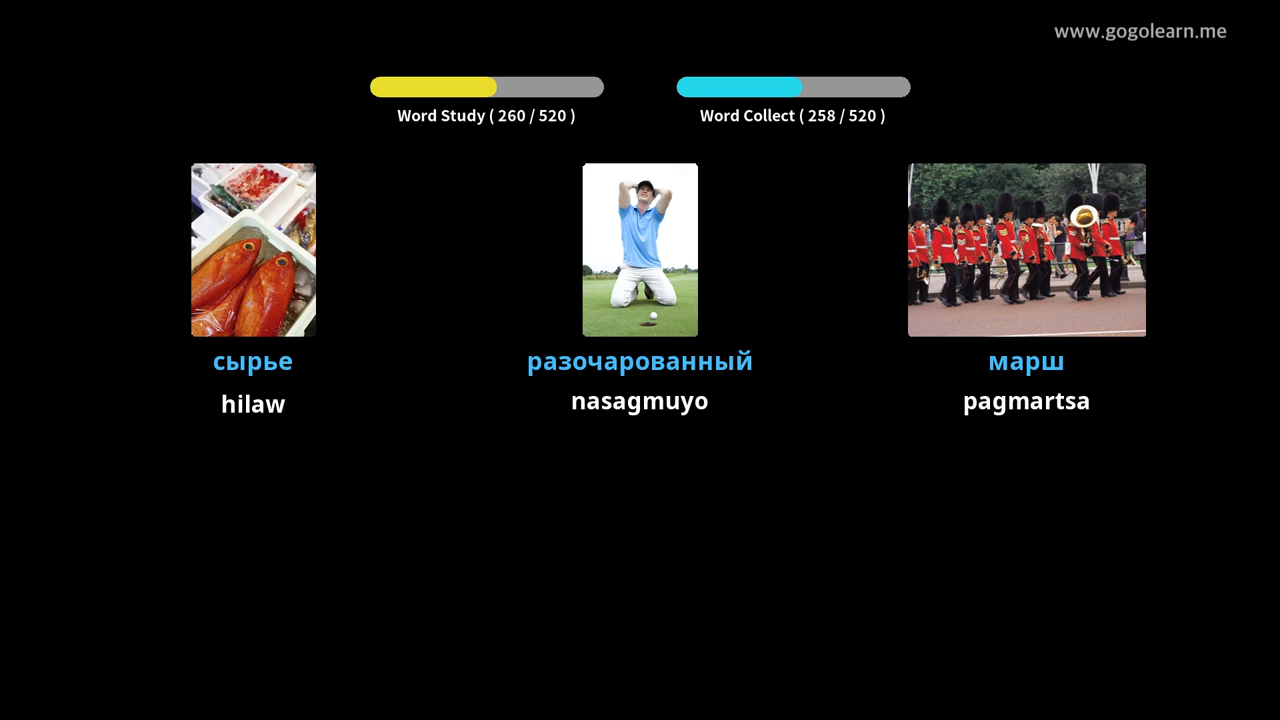 www.gogolearn.me
Word Study ( 260 / 520 )
Word Collect ( 258 / 520 )
сырье
разочарованный
марш
hilaw
nasagmuyo
pagmartsa